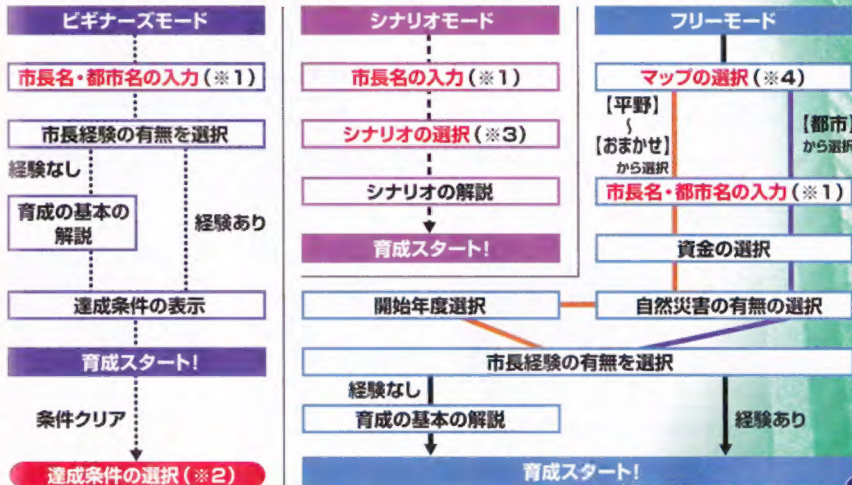 ビギナーズモード
市長名・都市名の入力(※1)
市長経験の有無を選択
経験なし
育成の基本の
解説
経験あり
達成条件の表示
育成スタート!
条件クリア
達成条件の選択(※2)
シナリオモード
市長名の入力(※1)
シナリオの選択(※3)
シナリオの解説
育成スタート!
フリーモード
マップの選択(※4)
【平野】
〜
【おまかせ】
から選択
【都市】
から選択
市長名・都市名の入力(※1)
資金の選択
自然災害の有無の選択
開始年度選択
市長経験の有無を選択
経験なし
育成の基本の解説
経験あり
育成スタート!